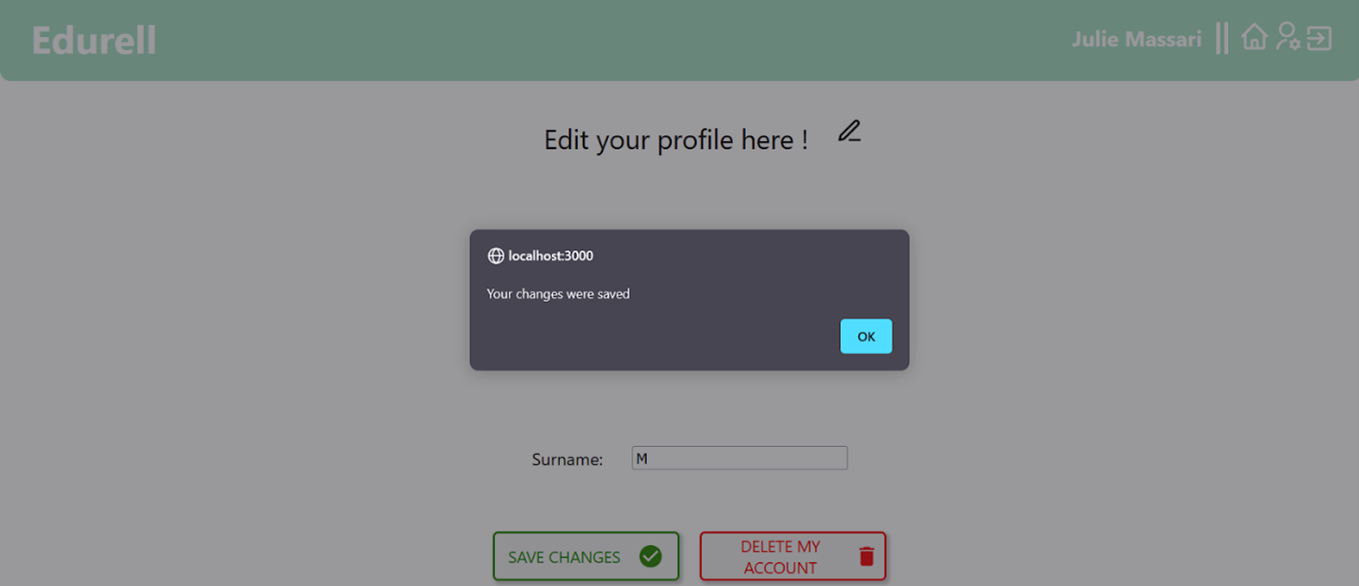 Edurell
Julie Massari
Edit your profile here !
localhost:3000
Your changes were saved
OK
Surname:
M
SAVE CHANGES
DELETE MY
ACCOUNT